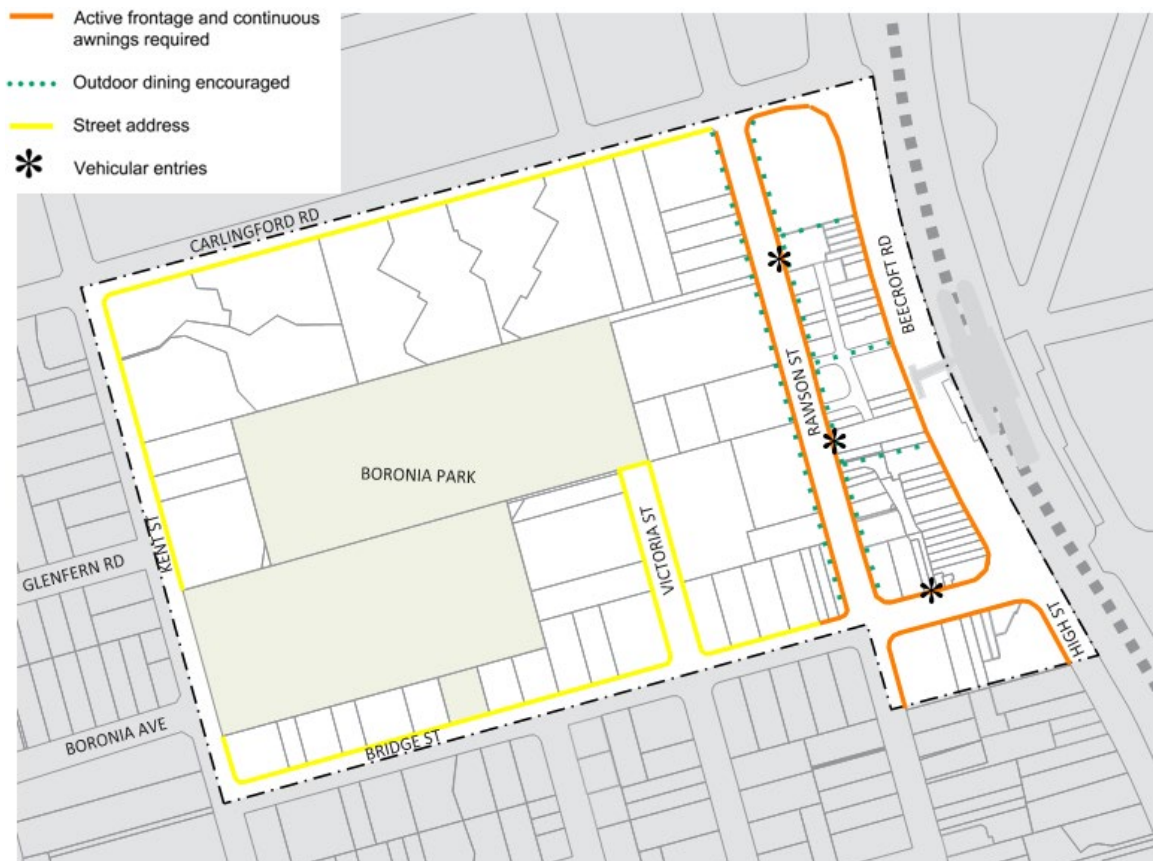 Active frontage and continuous
awnings required
Outdoor dining encouraged
Street address
Vehicular entries
CARLINGFORD RD
BEECROFT RD
RAWSON ST
BORONIA PARK
KENT ST
VICTORIA ST
GLENFERN RD
HIGH ST
BORONIA AVE
BRIDGE ST